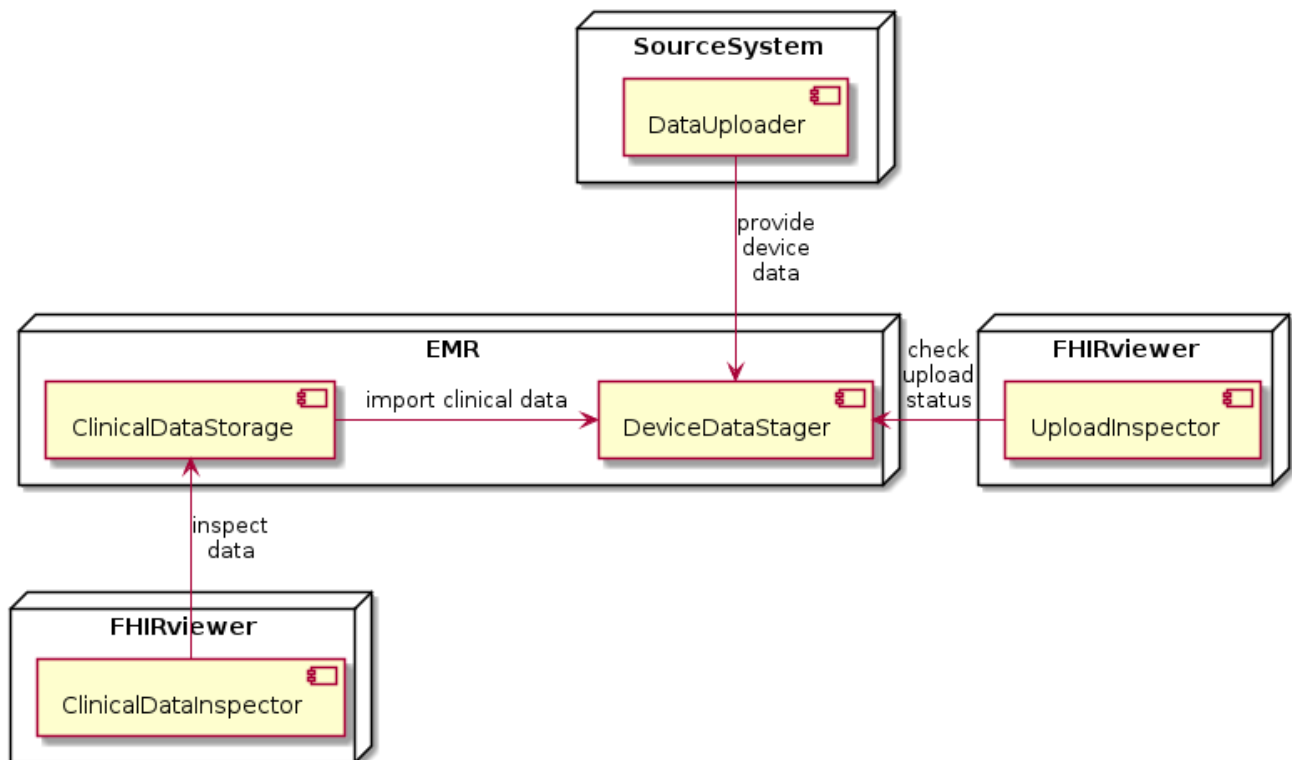 SourceSystem
DataUploader
provide
device
data
EMR
ClinicalDataStorage
import clinical data
DeviceDataStager
check
upload
status
FHIRviewer
UploadInspector
inspect
data
FHIRviewer
ClinicalDataInspector